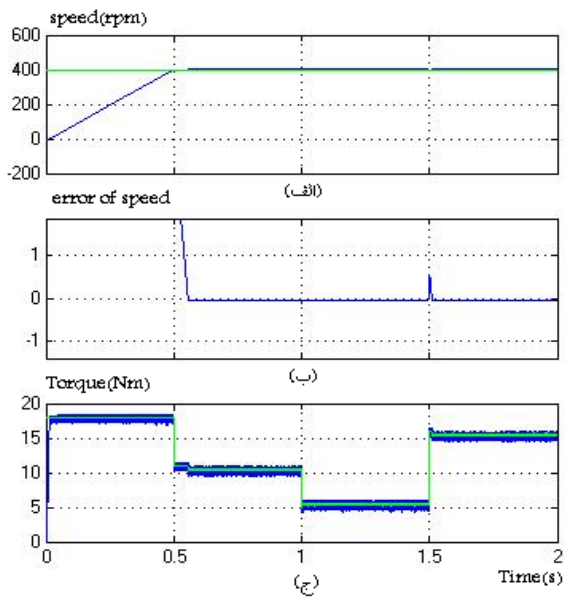 speed(rpm)
600
400
200
0
-200
(الف)
error of speed
1
0
-1
(ب)
Torque(Nm)
20
15
10
5
0
0 0.5 1 1.5 2
(ج) Time(s)